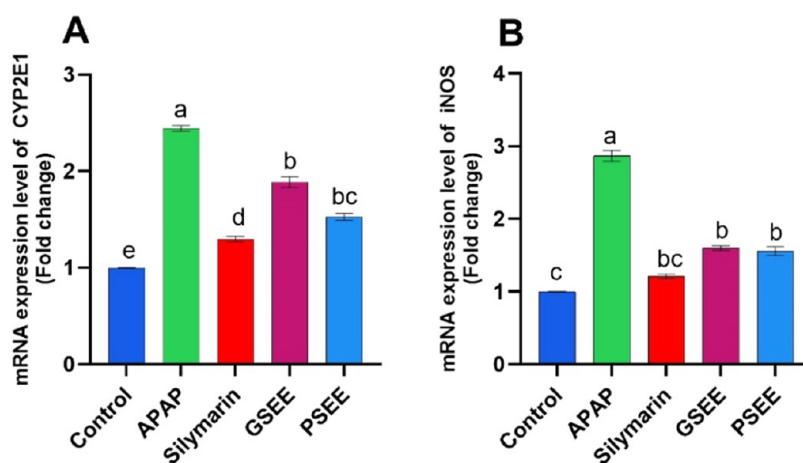 A
mRNA expression level of CYP2E1
(Fold change)
3
2
1
0
a
b
bc
d
e
Control
APAP
Silymarin
GSEE
PSEE
B
mRNA expression level of iNOS
(Fold change)
4
3
2
1
0
a
b
b
bc
c
Control
APAP
Silymarin
GSEE
PSEE